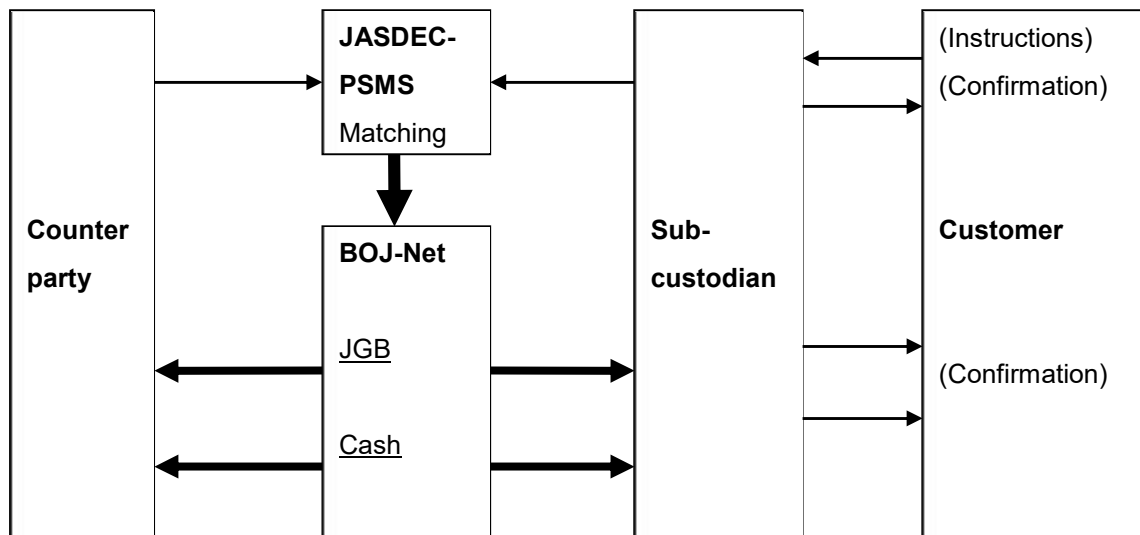 JASDEC-
PSMS
Matching
(Instructions)
(Confirmation)
Counter
party
BOJ-Net
JGB
Cash
Sub-
custodian
Customer
(Confirmation)